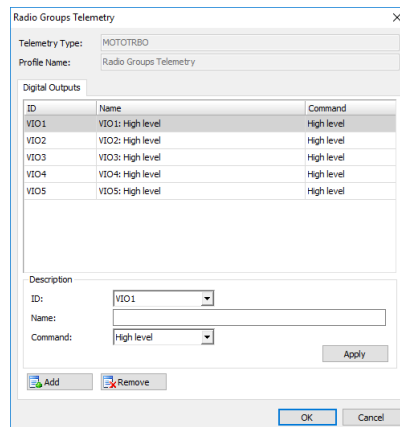 Radio Groups Telemetry
Telemetry Type: MOTOTRBO
Profile Name: Radio Groups Telemetry
Digital Outputs
ID Name Command
VIO1 VIO1: High level High level
VIO2 VIO2: High level High level
VIO3 VIO3: High level High level
VIO4 VIO4: High level High level
VIO5 VIO5: High level High level
Description
ID: VIO1
Name:
Command: High level
Apply
Add Remove
OK Cancel